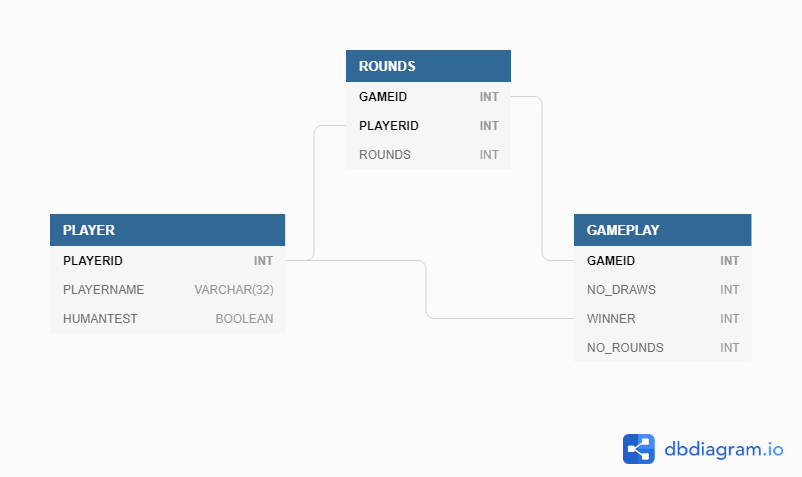 ROUNDS
GAMEID INT
PLAYERID INT
ROUNDS INT
PLAYER
PLAYERID INT
PLAYERNAME VARCHAR(32)
HUMANTEST BOOLEAN
GAMEPLAY
GAMEID INT
NO_DRAWS INT
WINNER INT
NO_ROUNDS INT
dbdiagram.io